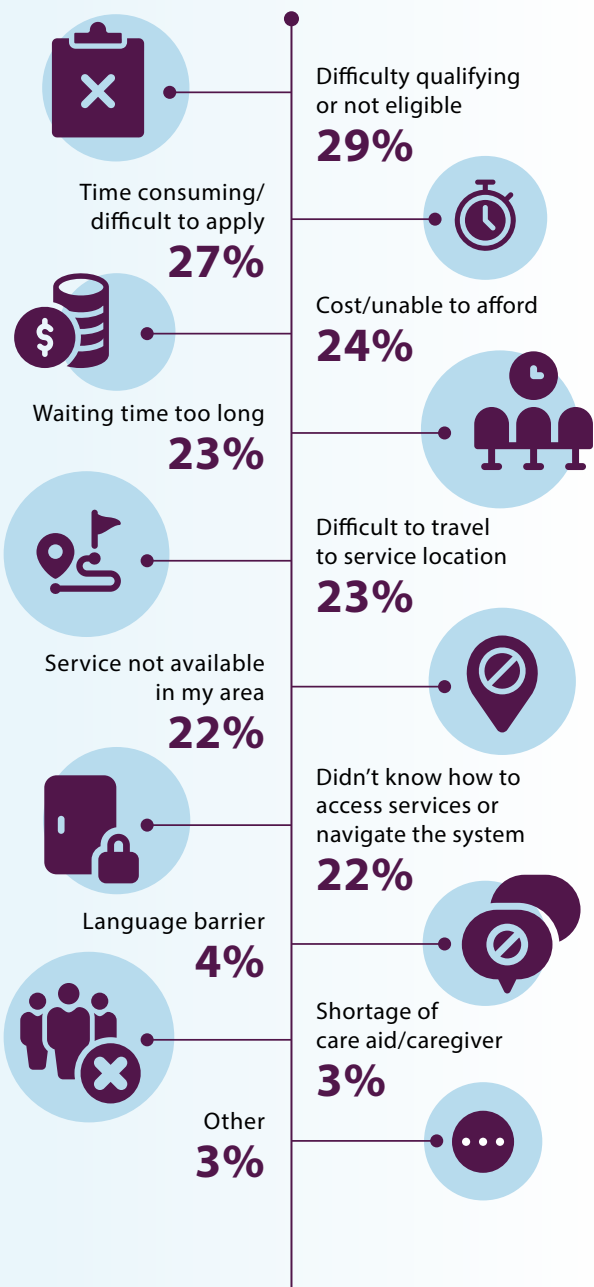 Difficulty qualifying
or not eligible
29%
Time consuming/
difficult to apply
27%
Cost/unable to afford
24%
Waiting time too long
23%
Difficult to travel
to service location
23%
Service not available
in my area
22%
Didn’t know how to
access services or
navigate the system
22%
Language barrier
4%
Shortage of
care aid/caregiver
3%
Other
3%
$